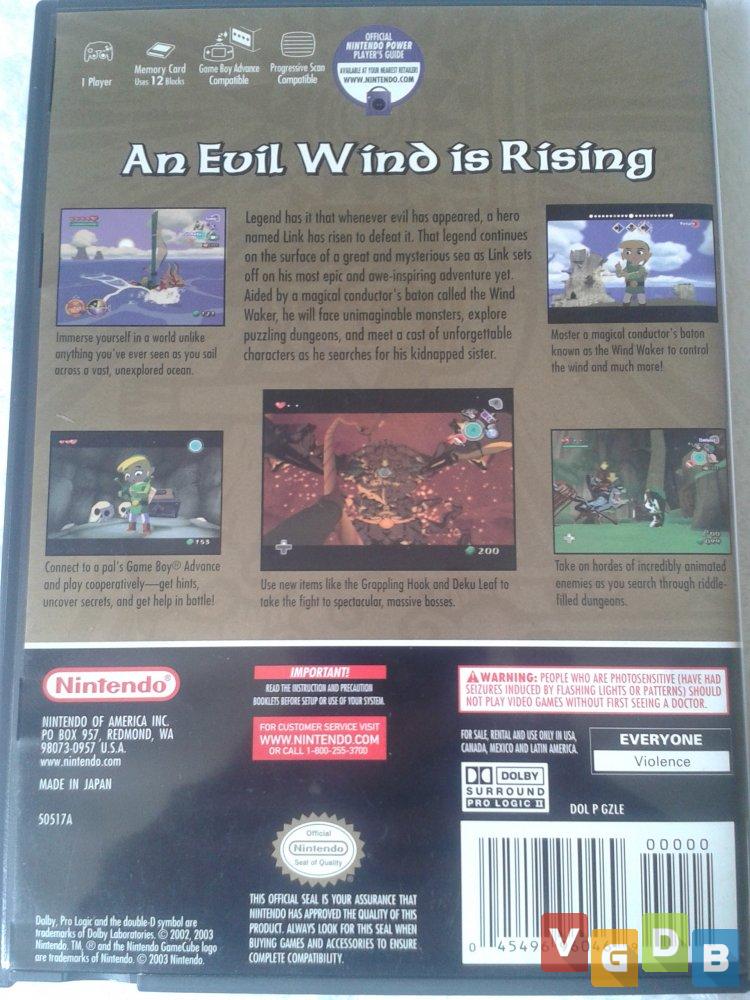 1 Player
Memory Card
Uses 12 Blocks
Game Boy Advance
Compatible
Progressive Scan
Compatible
OFFICIAL
NINTENDO POWER
PLAYER'S GUIDE
AVAILABLE AT YOUR NEAREST RETAILER!
WWW.NINTENDO.COM
An Evil Wind is Rising
Legend has it that whenever evil has appeared, a hero
named Link has risen to defeat it. That legend continues
on the surface of a great and mysterious sea as Link sets
off on his most epic and awe-inspiring adventure yet.
Aided by a magical conductor's baton called the Wind
Waker, he will face unimaginable monsters, explore
puzzling dungeons, and meet a cast of unforgettable
characters as he searches for his kidnapped sister.
Immerse yourself in a world unlike
anything you've ever seen as you sail
across a vast, unexplored ocean.
Master a magical conductor's baton
known as the Wind Waker to control
the wind and much more!
153
200
Connect to a pal's Game Boy® Advance
and play cooperatively—get hints,
uncover secrets, and get help in battle!
Use new items like the Grappling Hook and Deku Leaf to
take the fight to spectacular, massive bosses.
Take on hordes of incredibly animated
enemies as you search through riddle-
filled dungeons.
Nintendo®
NINTENDO OF AMERICA INC.
PO BOX 957, REDMOND, WA
98073-0957 U.S.A.
www.nintendo.com
MADE IN JAPAN
50517A
IMPORTANT!
READ THE INSTRUCTION AND PRECAUTION
BOOKLETS BEFORE SETUP OR USE OF YOUR SYSTEM.
FOR CUSTOMER SERVICE VISIT
WWW.NINTENDO.COM
OR CALL 1-800-255-3700
WARNING: PEOPLE WHO ARE PHOTOSENSITIVE (HAVE HAD
SEIZURES INDUCED BY FLASHING LIGHTS OR PATTERNS) SHOULD
NOT PLAY VIDEO GAMES WITHOUT FIRST SEEING A DOCTOR.
FOR SALE, RENTAL AND USE ONLY IN USA,
CANADA, MEXICO AND LATIN AMERICA.
EVERYONE
Violence
DOLBY
SURROUND
PRO LOGIC II
DOL P GZLE
Official
Nintendo
Seal of Quality
THIS OFFICIAL SEAL IS YOUR ASSURANCE THAT
NINTENDO HAS APPROVED THE QUALITY OF THIS
PRODUCT. ALWAYS LOOK FOR THIS SEAL WHEN
BUYING GAMES AND ACCESSORIES TO ENSURE
COMPLETE COMPATIBILITY.
Dolby, Pro Logic and the double-D symbol are
trademarks of Dolby Laboratories. © 2002, 2003
Nintendo. TM, ® and the Nintendo GameCube logo
are trademarks of Nintendo. © 2003 Nintendo.
00000
0 45496
VGDB